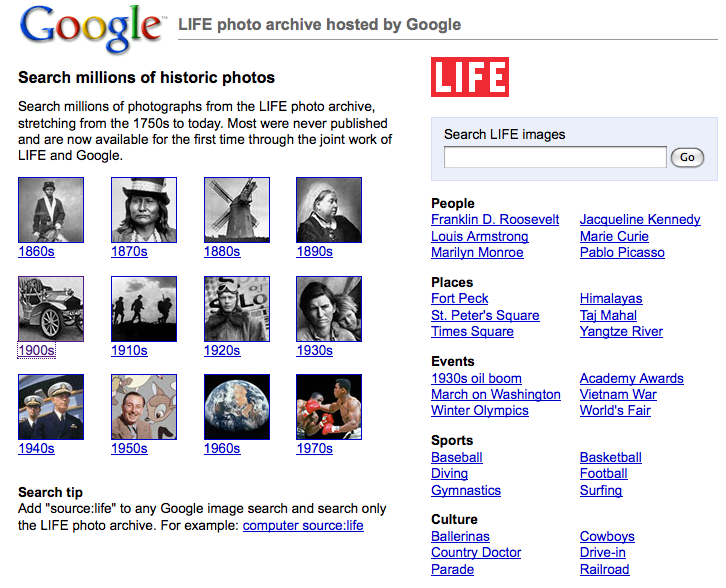 Google™ LIFE photo archive hosted by Google
Search millions of historic photos
Search millions of photographs from the LIFE photo archive,
stretching from the 1750s to today. Most were never published
and are now available for the first time through the joint work of
LIFE and Google.
1860s 1870s 1880s 1890s
1900s 1910s 1920s 1930s
1940s 1950s 1960s 1970s
Search tip
Add "source:life" to any Google image search and search only
the LIFE photo archive. For example: computer source:life
LIFE
Search LIFE images
Go
People
Franklin D. Roosevelt Jacqueline Kennedy
Louis Armstrong Marie Curie
Marilyn Monroe Pablo Picasso
Places
Fort Peck Himalayas
St. Peter's Square Taj Mahal
Times Square Yangtze River
Events
1930s oil boom Academy Awards
March on Washington Vietnam War
Winter Olympics World's Fair
Sports
Baseball Basketball
Diving Football
Gymnastics Surfing
Culture
Ballerinas Cowboys
Country Doctor Drive-in
Parade Railroad